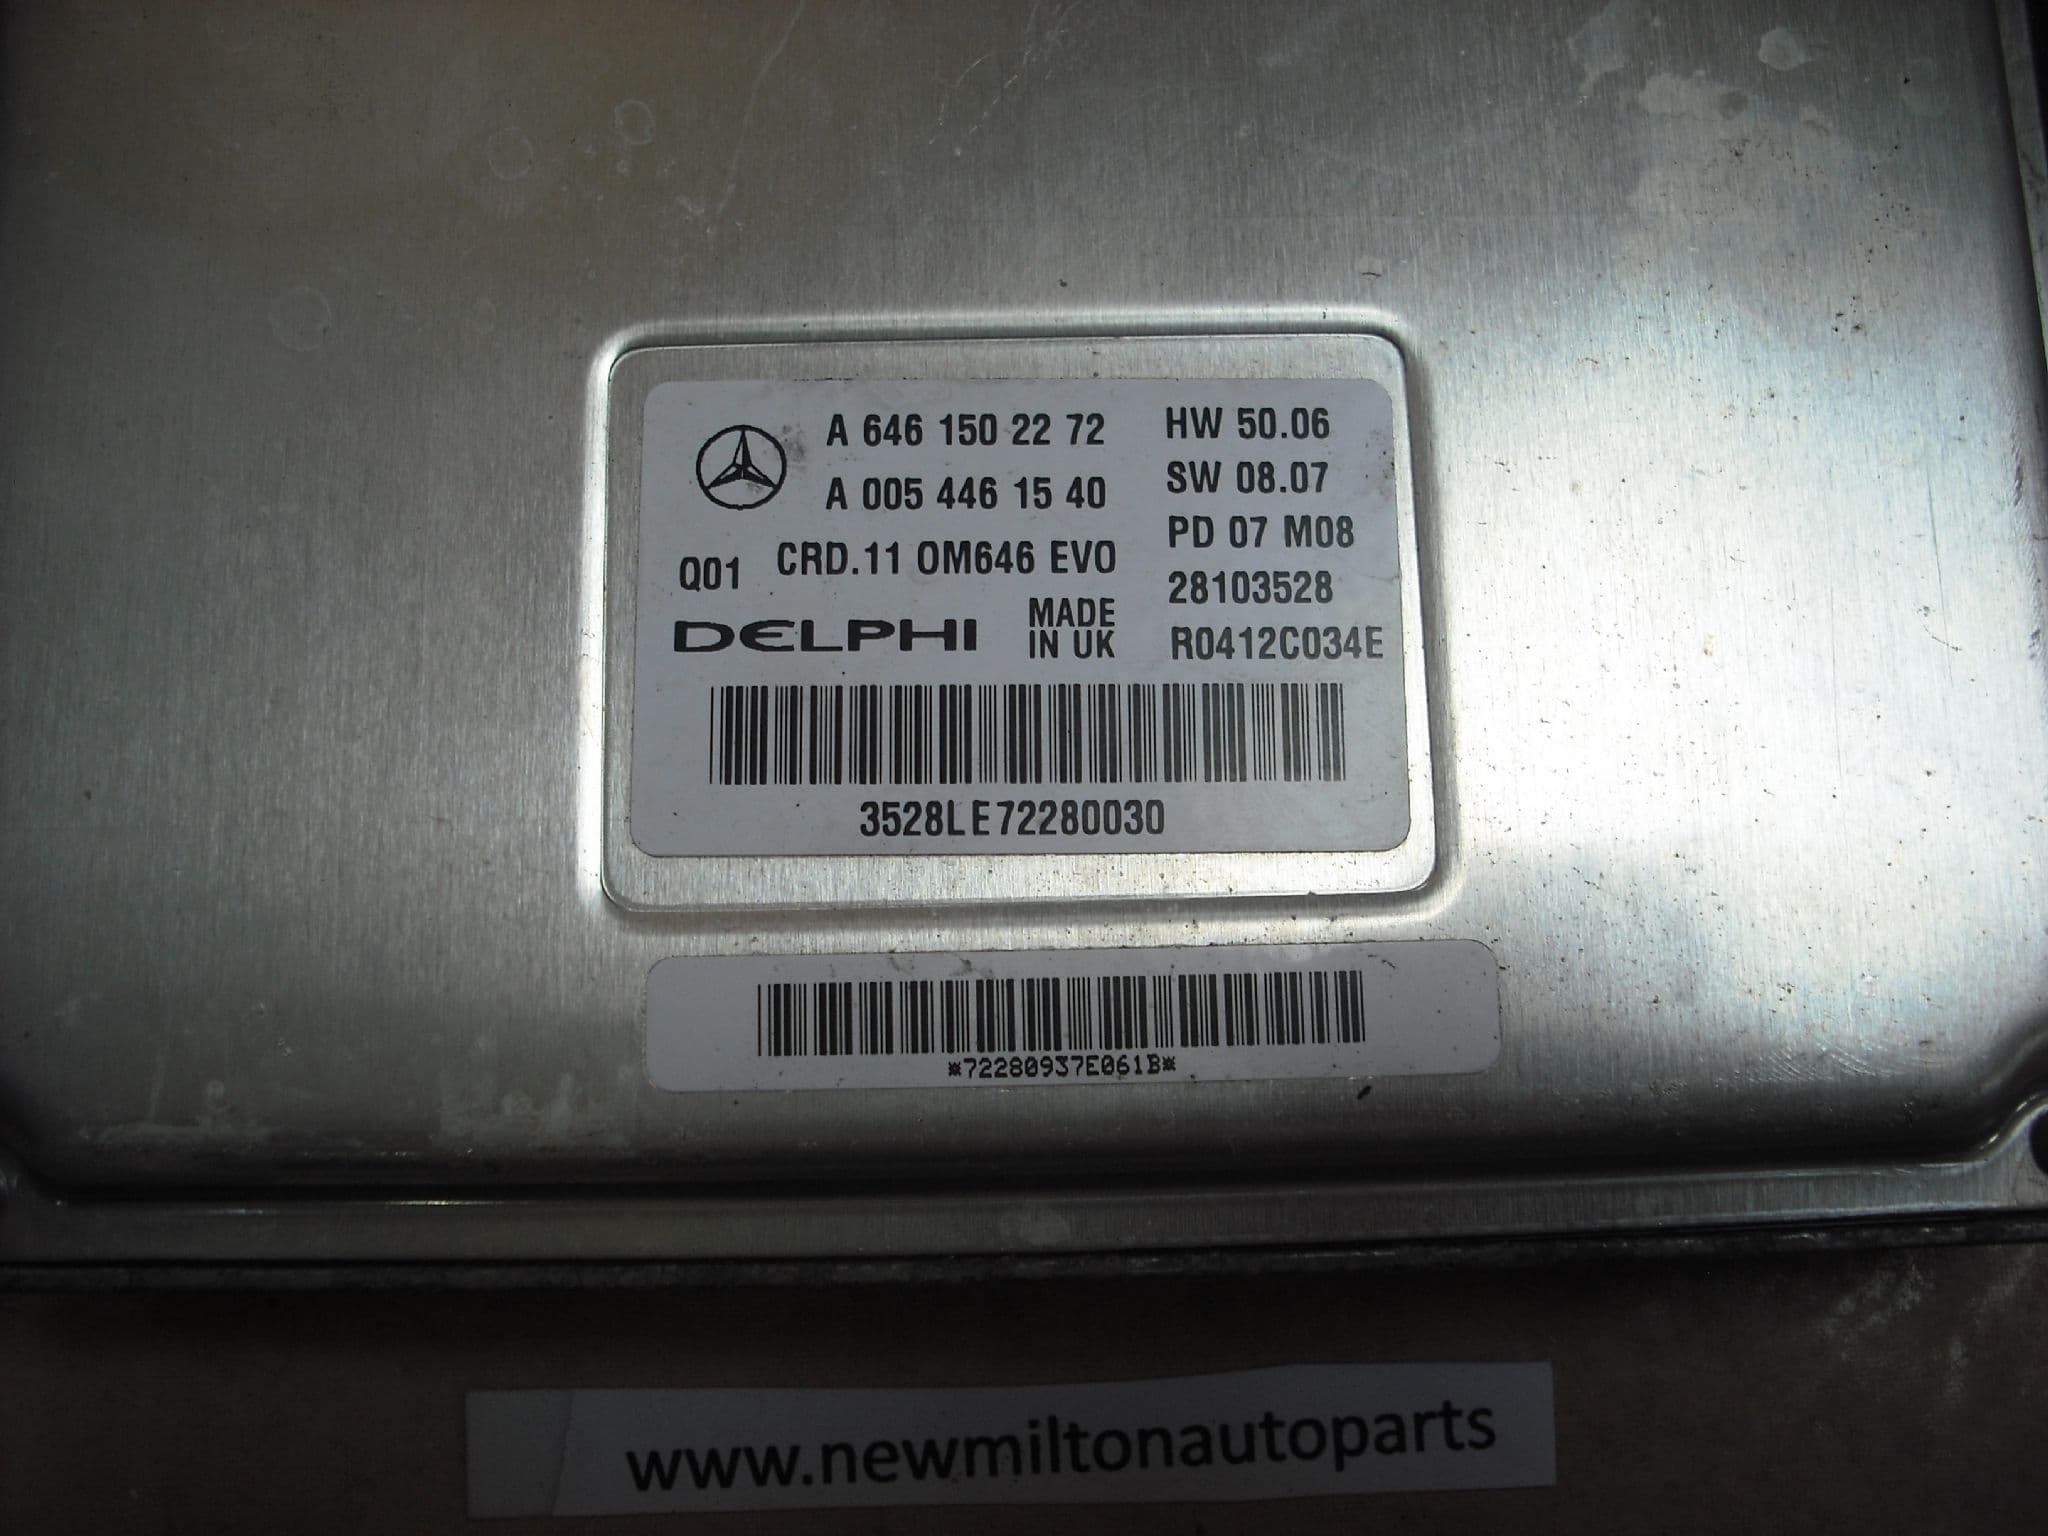 A 646 150 22 72
A 005 446 15 40
HW 50.06
SW 08.07
PD 07 M08
28103528
R0412C034E
Q01 CRD.11 OM646 EVO
DELPHI
MADE
IN UK
3528LE72280030
*72280937E061B*
www.newmiltonautoparts